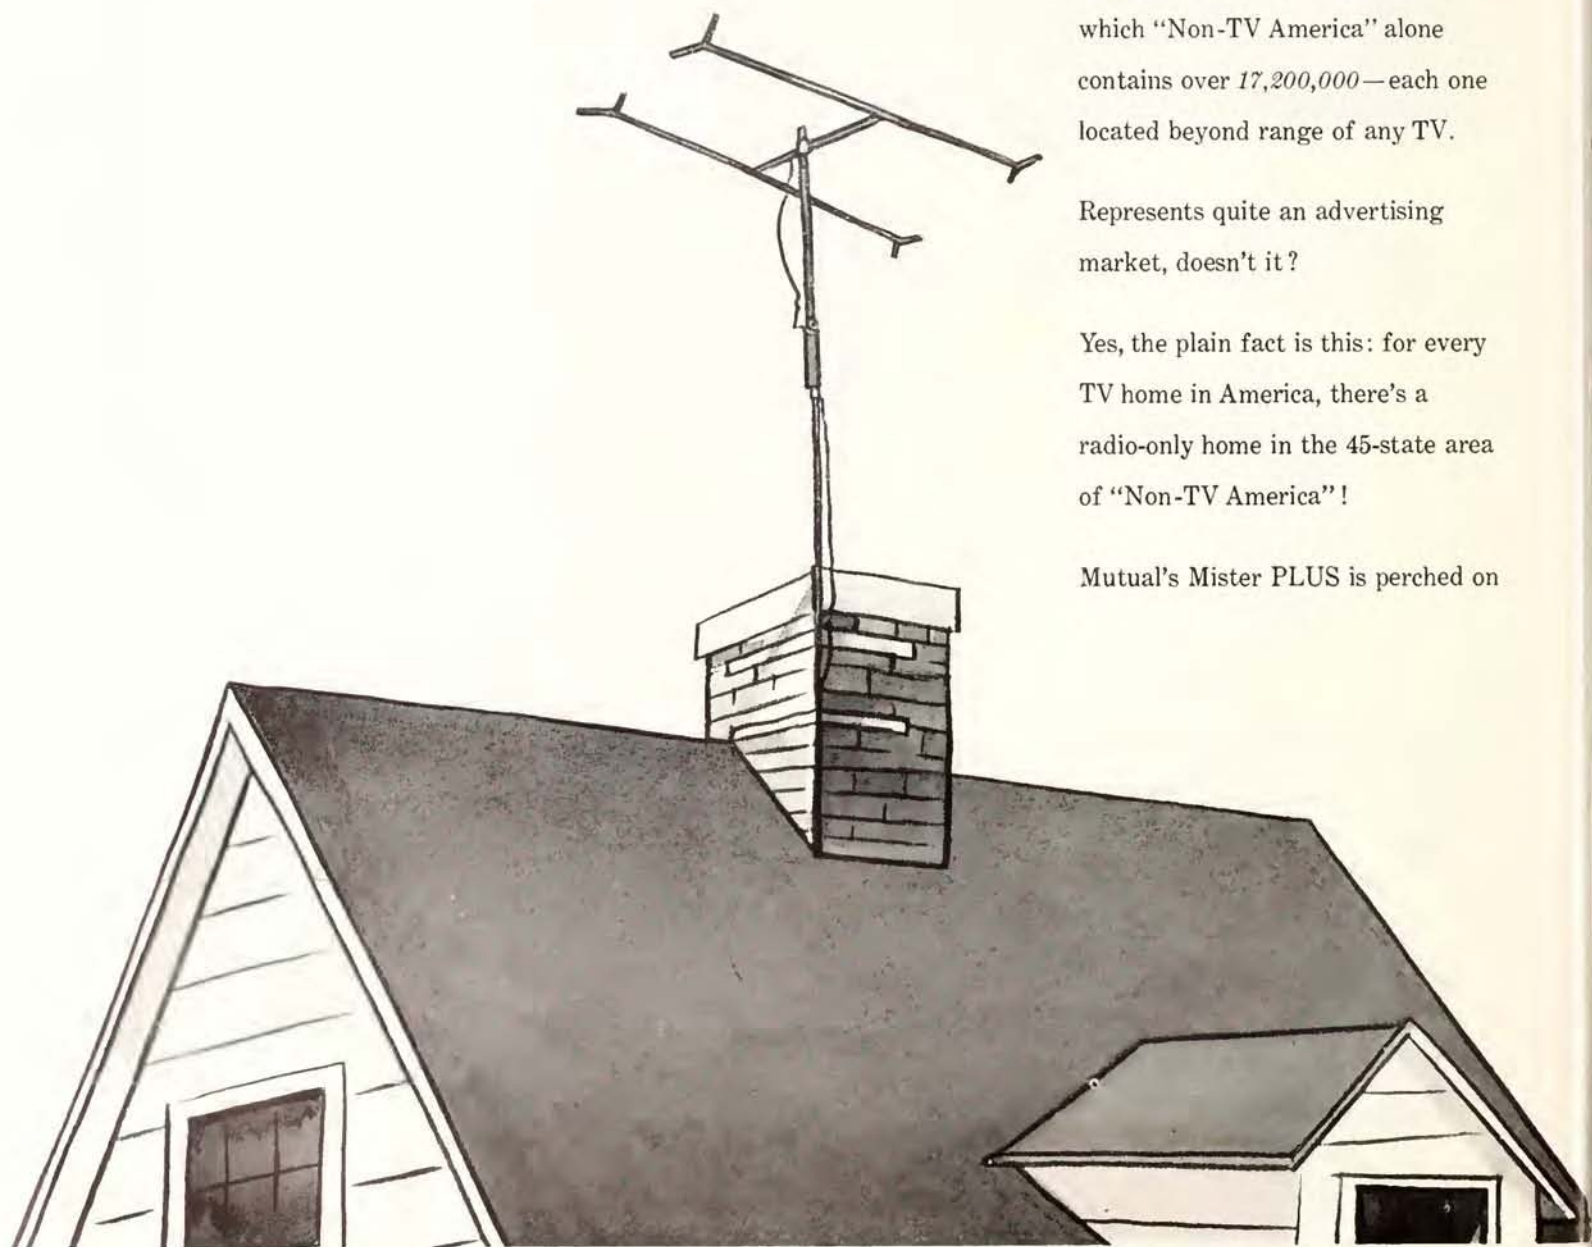 which “Non-TV America” alone
contains over 17,200,000—each one
located beyond range of any TV.
Represents quite an advertising
market, doesn't it?
Yes, the plain fact is this: for every
TV home in America, there's a
radio-only home in the 45-state area
of “Non-TV America”!
Mutual's Mister PLUS is perched on